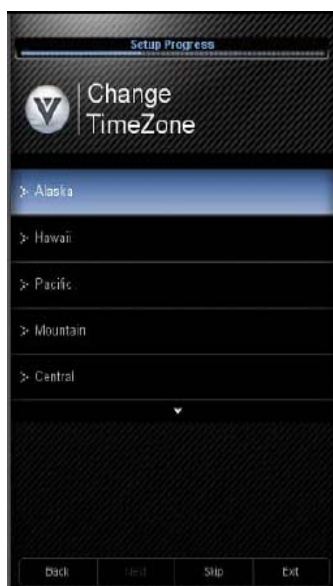 Setup Progress
Change
TimeZone
> Alaska
> Hawaii
> Pacific
> Mountain
> Central
Back Next Skip Exit